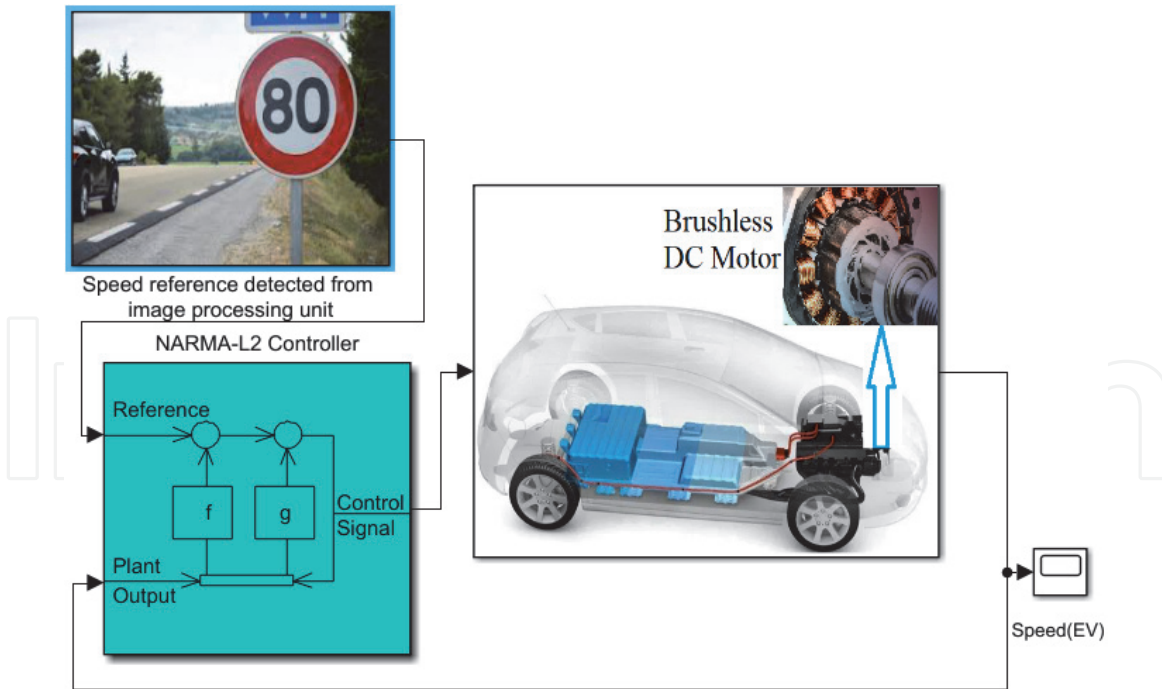 80
Speed reference detected from
image processing unit
NARMA-L2 Controller
Reference
f
g
Control
Signal
Plant
Output
Brushless
DC Motor
Speed(EV)